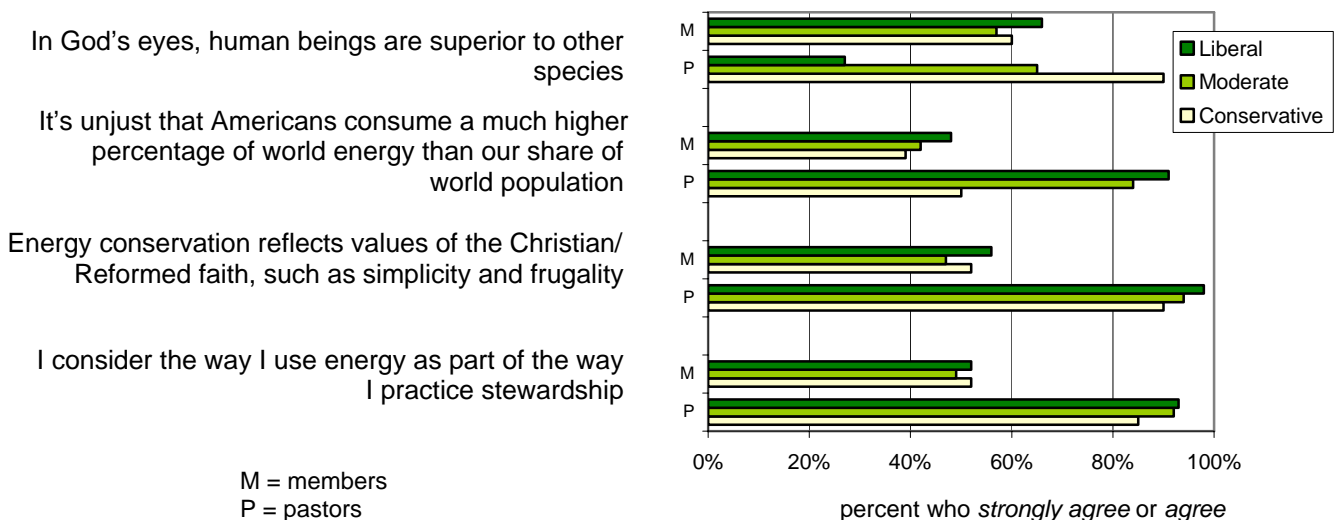 In God's eyes, human beings are superior to other
species
It's unjust that Americans consume a much higher
percentage of world energy than our share of
world population
Energy conservation reflects values of the Christian/
Reformed faith, such as simplicity and frugality
I consider the way I use energy as part of the way
I practice stewardship
M = members
P = pastors
M
P
M
P
M
P
M
P
Liberal
Moderate
Conservative
0% 20% 40% 60% 80% 100%
percent who strongly agree or agree